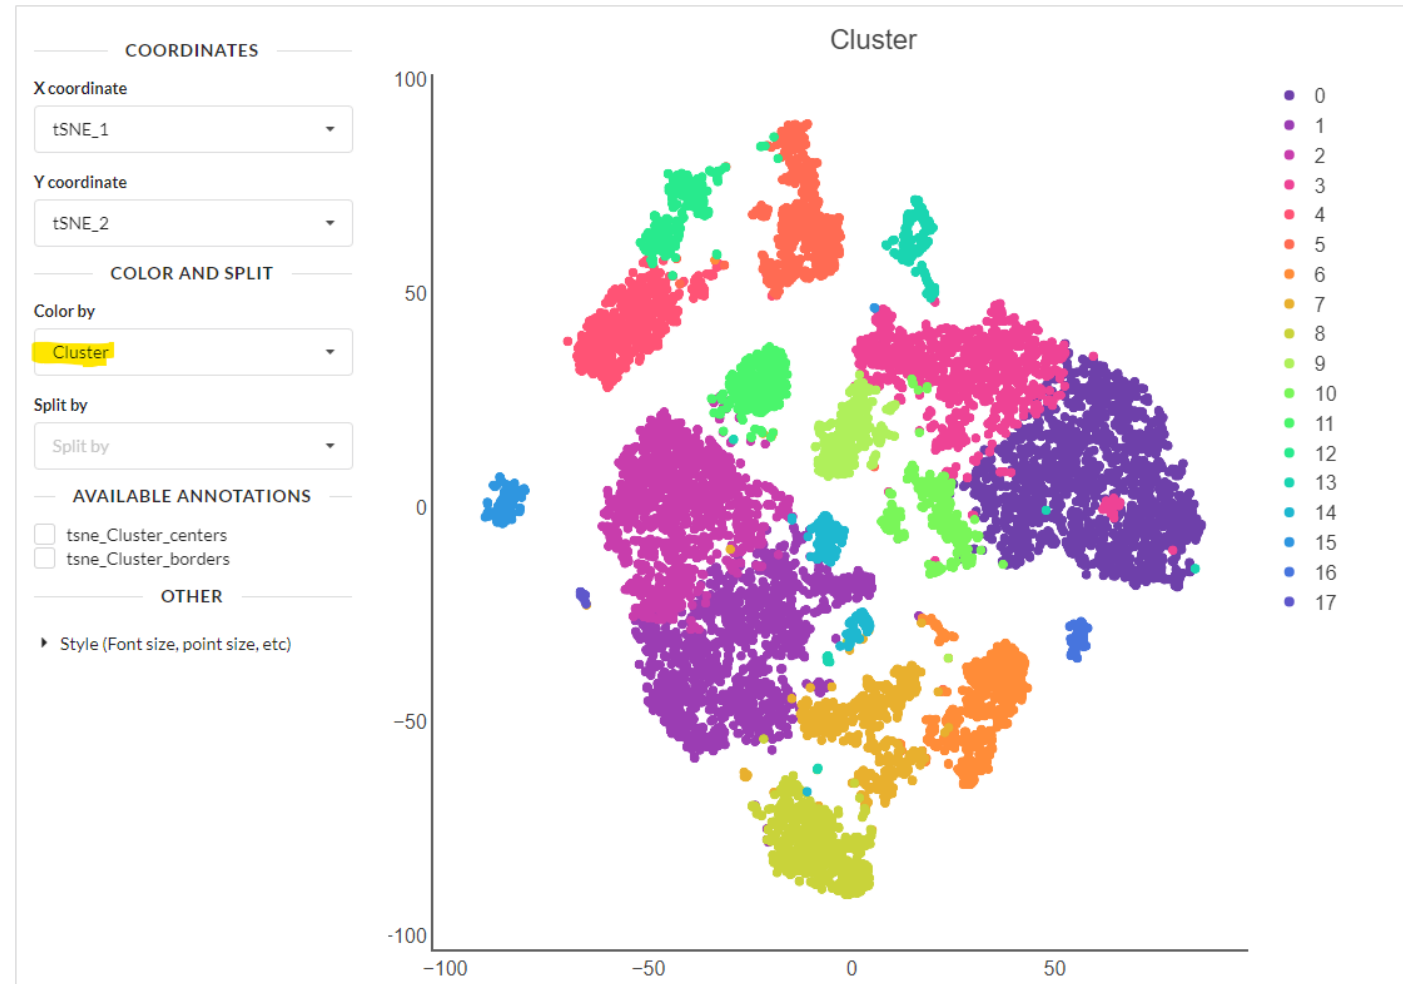 COORDINATES
X coordinate
tSNE_1
Y coordinate
tSNE_2
COLOR AND SPLIT
Color by
Cluster
Split by
Split by
AVAILABLE ANNOTATIONS
tsne_Cluster_centers
tsne_Cluster_borders
OTHER
Style (Font size, point size, etc)
Cluster
100
50
0
−50
-100
−100
−50
0
50
0
1
2
3
4
5
6
7
8
9
10
11
12
13
14
15
16
17